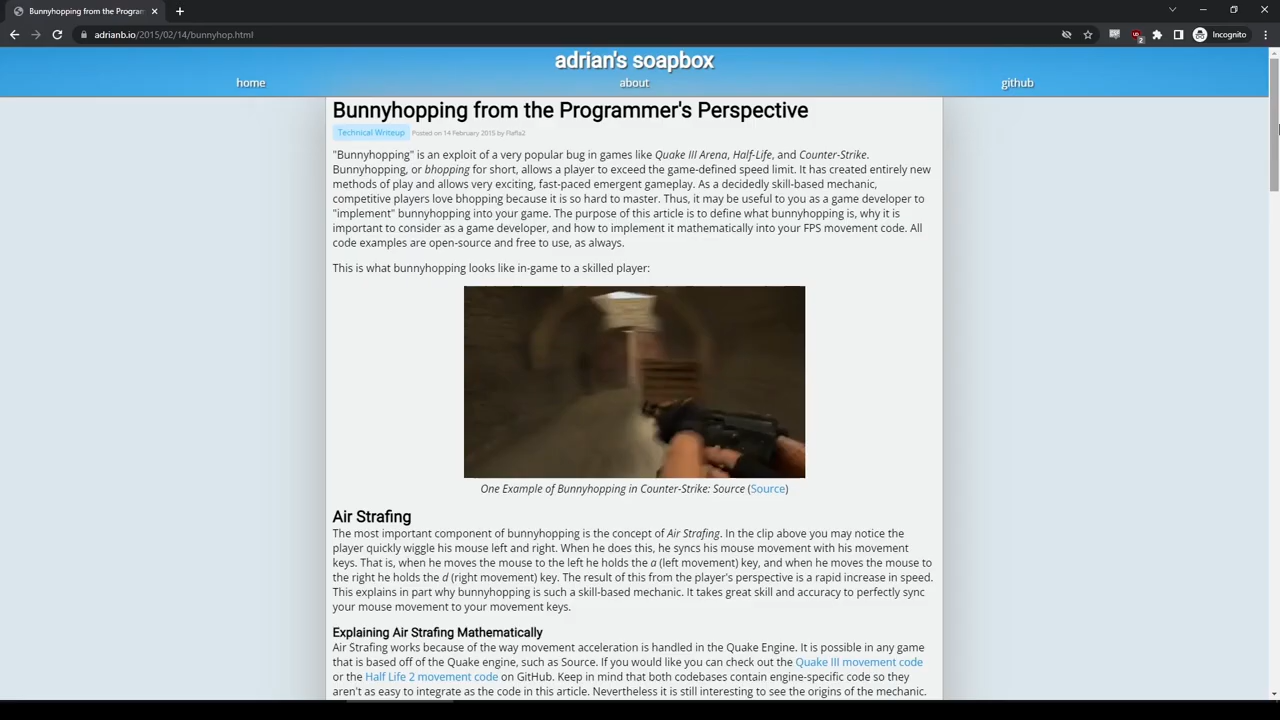 Bunnyhopping from the Program
adrianb.io/2015/02/14/bunnyhop.html
2
Incognito
adrian's soapbox
home about github
Bunnyhopping from the Programmer's Perspective
Technical Writeup Posted on 14 February 2015 by Flafla2
"Bunnyhopping" is an exploit of a very popular bug in games like Quake III Arena, Half-Life, and Counter-Strike.
Bunnyhopping, or bhopping for short, allows a player to exceed the game-defined speed limit. It has created entirely new
methods of play and allows very exciting, fast-paced emergent gameplay. As a decidedly skill-based mechanic,
competitive players love bhopping because it is so hard to master. Thus, it may be useful to you as a game developer to
"implement" bunnyhopping into your game. The purpose of this article is to define what bunnyhopping is, why it is
important to consider as a game developer, and how to implement it mathematically into your FPS movement code. All
code examples are open-source and free to use, as always.
This is what bunnyhopping looks like in-game to a skilled player:
One Example of Bunnyhopping in Counter-Strike: Source (Source)
Air Strafing
The most important component of bunnyhopping is the concept of Air Strafing. In the clip above you may notice the
player quickly wiggle his mouse left and right. When he does this, he syncs his mouse movement with his movement
keys. That is, when he moves the mouse to the left he holds the a (left movement) key, and when he moves the mouse to
the right he holds the d (right movement) key. The result of this from the player's perspective is a rapid increase in speed.
This explains in part why bunnyhopping is such a skill-based mechanic. It takes great skill and accuracy to perfectly sync
your mouse movement to your movement keys.
Explaining Air Strafing Mathematically
Air Strafing works because of the way movement acceleration is handled in the Quake Engine. It is possible in any game
that is based off of the Quake engine, such as Source. If you would like you can check out the Quake III movement code
or the Half Life 2 movement code on GitHub. Keep in mind that both codebases contain engine-specific code so they
aren't as easy to integrate as the code in this article. Nevertheless it is still interesting to see the origins of the mechanic.